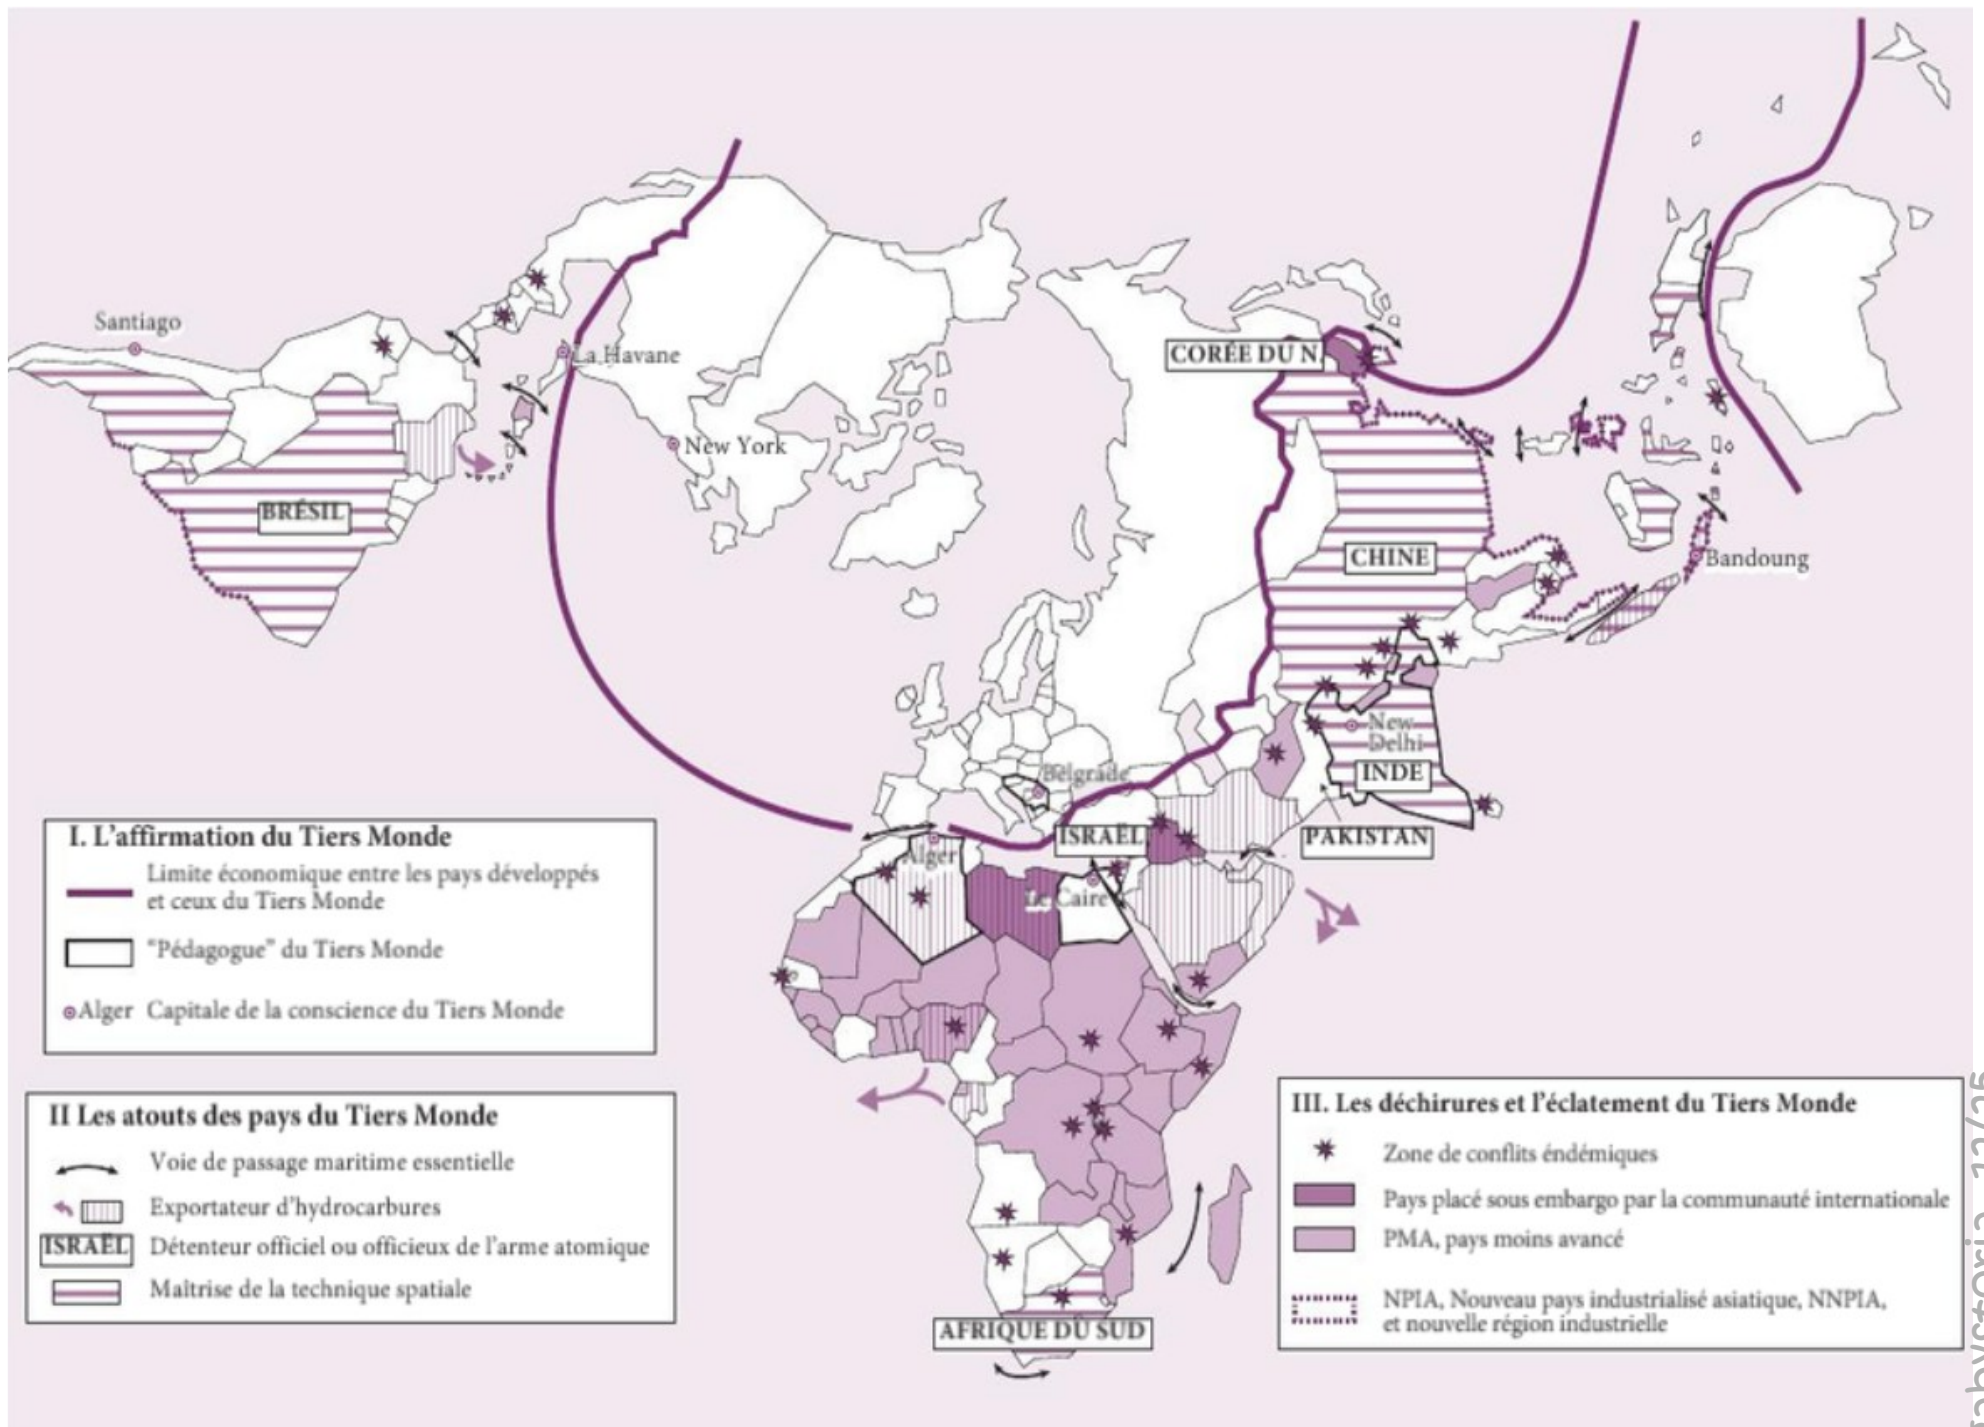 Santiago
La Havane
New York
BRÉSIL
CORÉE DU N.
CHINE
Bandoung
New
Delhi
INDE
PAKISTAN
Belgrade
ISRAËL
Alger
Le Caire
AFRIQUE DU SUD
I. L'affirmation du Tiers Monde
Limite économique entre les pays développés
et ceux du Tiers Monde
"Pédagogue" du Tiers Monde
Alger Capitale de la conscience du Tiers Monde
II Les atouts des pays du Tiers Monde
Voie de passage maritime essentielle
Exportateur d'hydrocarbures
ISRAËL Détenteur officiel ou officieux de l'arme atomique
Maîtrise de la technique spatiale
III. Les déchirures et l'éclatement du Tiers Monde
Zone de conflits éndémiques
Pays placé sous embargo par la communauté internationale
PMA, pays moins avancé
NPIA, Nouveau pays industrialisé asiatique, NNPIA,
et nouvelle région industrielle